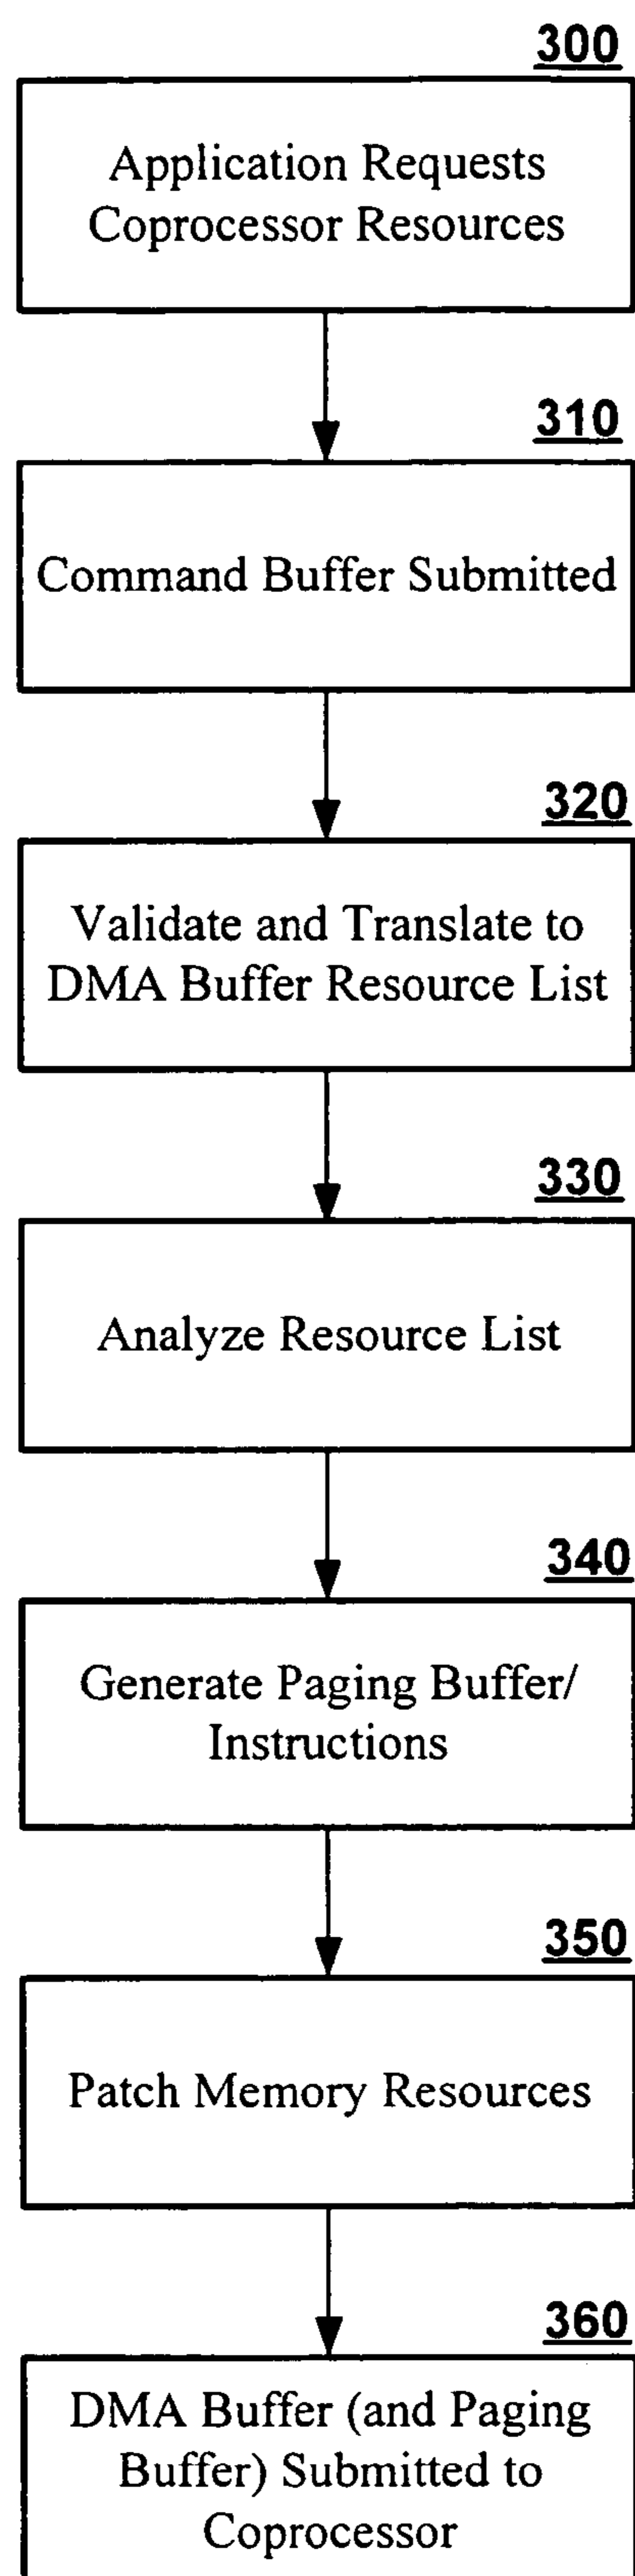 300
Application Requests
Coprocessor Resources
310
Command Buffer Submitted
320
Validate and Translate to
DMA Buffer Resource List
330
Analyze Resource List
340
Generate Paging Buffer/
Instructions
350
Patch Memory Resources
360
DMA Buffer (and Paging
Buffer) Submitted to
Coprocessor